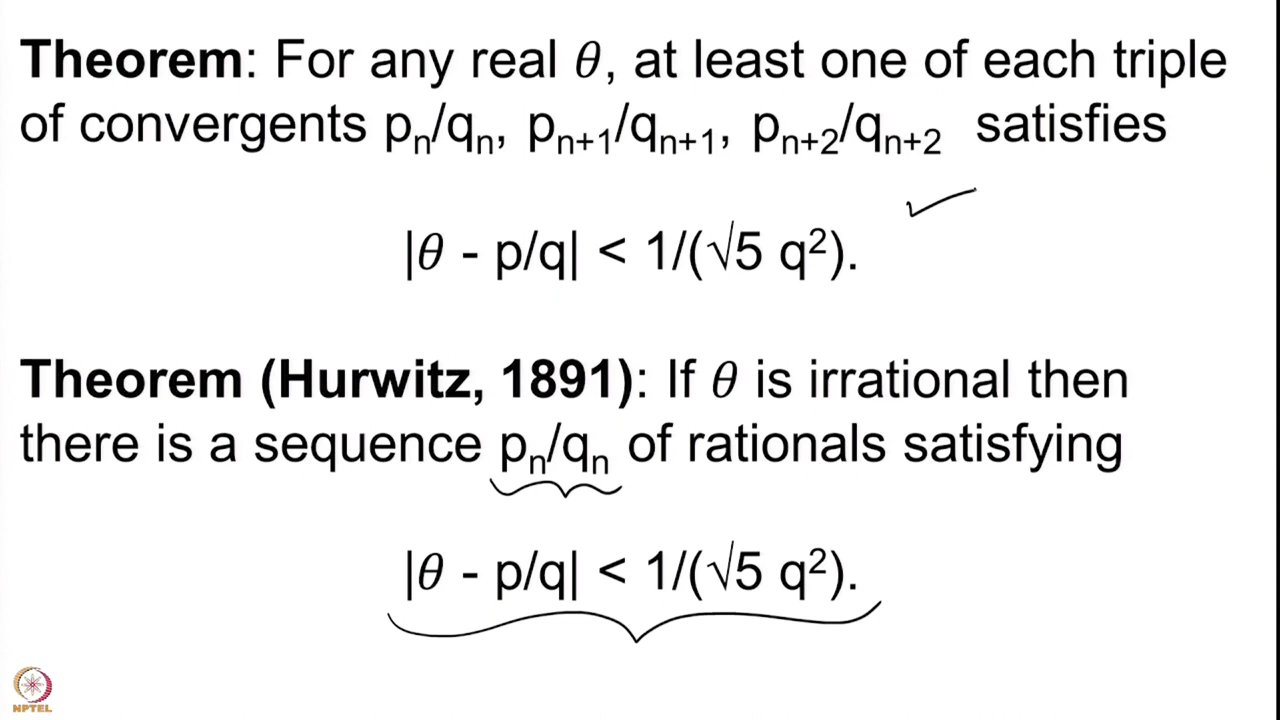 Theorem: For any real θ, at least one of each triple
of convergents pₙ/qₙ, pₙ₊₁/qₙ₊₁, pₙ₊₂/qₙ₊₂ satisfies
|θ - p/q| < 1/(√5 q²).
Theorem (Hurwitz, 1891): If θ is irrational then
there is a sequence pₙ/qₙ of rationals satisfying
|θ - p/q| < 1/(√5 q²).
NPTEL